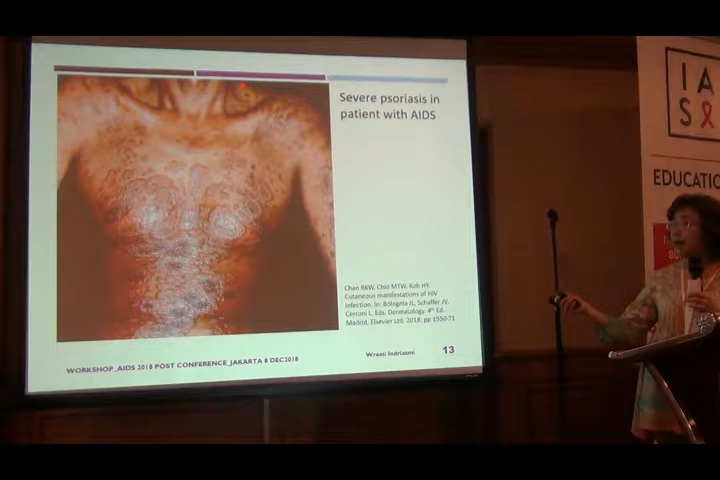 Severe psoriasis in
patient with AIDS
Chan RKW, Chio MTW, Koh HY.
Cutaneous manifestations of HIV
infection. In: Bolognia JL, Schaffer JV,
Cerroni L. Eds. Dermatology. 4th Ed.
Madrid, Elsevier Ltd. 2018: pp 1550-71
WORKSHOP_AIDS 2018 POST CONFERENCE_JAKARTA 8 DEC2018
Wresti Indriatmi
13
IA
S
EDUCATIO